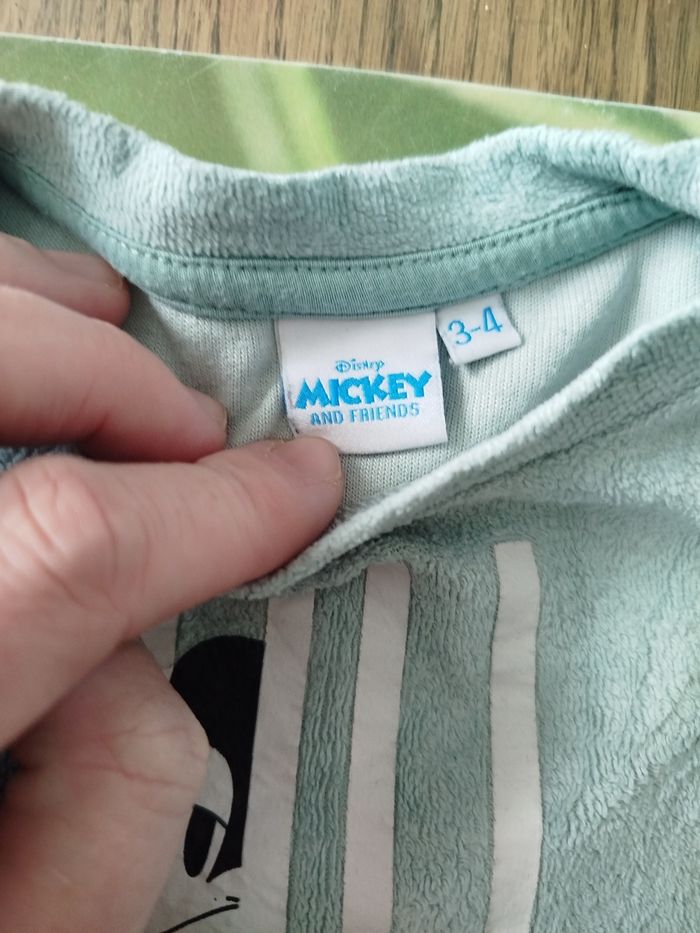 Disney
MICKEY
AND FRIENDS
3-4